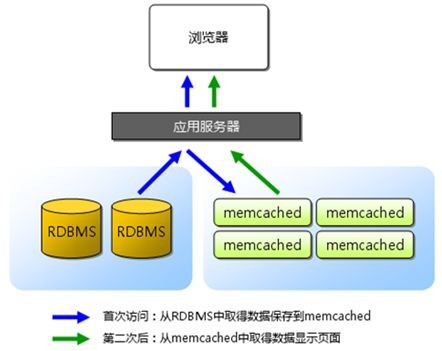 浏览器
应用服务器
RDBMS RDBMS
memcached memcached
memcached memcached
首次访问：从RDBMS中取得数据保存到memcached
第二次后：从memcached中取得数据显示页面